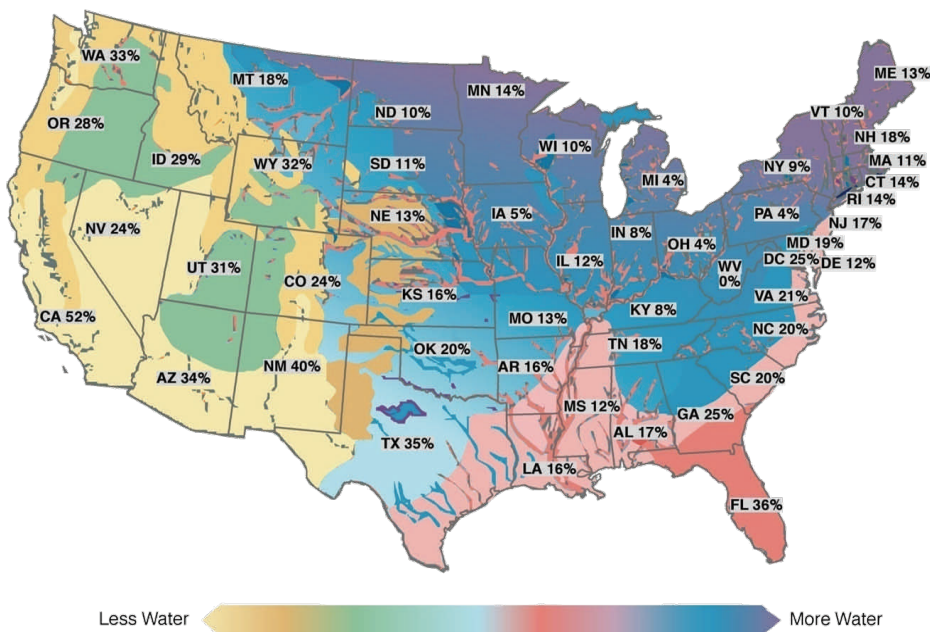 WA 33%
MT 18%
ND 10%
MN 14%
ME 13%
VT 10%
OR 28%
NH 18%
WI 10%
ID 29%
WY 32%
SD 11%
MI 4%
NY 9%
MA 11%
CT 14%
RI 14%
NV 24%
NE 13%
IA 5%
PA 4%
NJ 17%
IN 8%
OH 4%
MD 19%
UT 31%
CO 24%
IL 12%
WV
0%
DC 25%
DE 12%
KS 16%
VA 21%
CA 52%
MO 13%
KY 8%
NC 20%
OK 20%
TN 18%
AZ 34%
NM 40%
AR 16%
SC 20%
MS 12%
GA 25%
TX 35%
AL 17%
LA 16%
FL 36%
Less Water
More Water